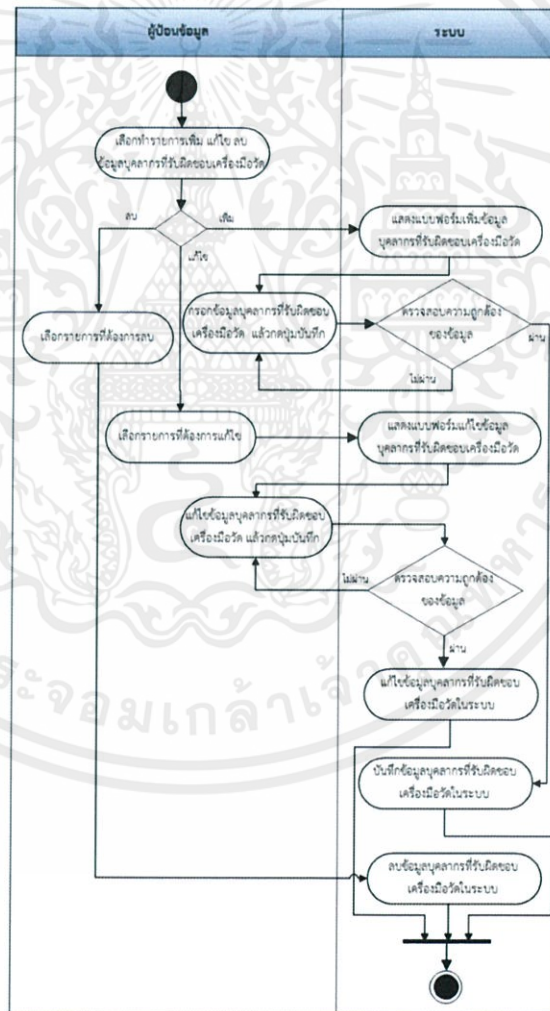 ผู้ป้อนข้อมูล
ระบบ
เลือกทำรายการเพิ่ม แก้ไข ลบ
ข้อมูลบุคลากรที่รับผิดชอบเครื่องมือวัด
ลบ
เพิ่ม
แก้ไข
แสดงแบบฟอร์มเพิ่มข้อมูล
บุคลากรที่รับผิดชอบเครื่องมือวัด
กรอกข้อมูลบุคลากรที่รับผิดชอบ
เครื่องมือวัด แล้วกดปุ่มบันทึก
ตรวจสอบความถูกต้อง
ของข้อมูล
ผ่าน
ไม่ผ่าน
เลือกรายการที่ต้องการลบ
เลือกรายการที่ต้องการแก้ไข
แสดงแบบฟอร์มแก้ไขข้อมูล
บุคลากรที่รับผิดชอบเครื่องมือวัด
แก้ไขข้อมูลบุคลากรที่รับผิดชอบ
เครื่องมือวัด แล้วกดปุ่มบันทึก
ไม่ผ่าน
ตรวจสอบความถูกต้อง
ของข้อมูล
ผ่าน
แก้ไขข้อมูลบุคลากรที่รับผิดชอบ
เครื่องมือวัดในระบบ
บันทึกข้อมูลบุคลากรที่รับผิดชอบ
เครื่องมือวัดในระบบ
ลบข้อมูลบุคลากรที่รับผิดชอบ
เครื่องมือวัดในระบบ
ระจอมเกล้าเจ้าคุณทหาร